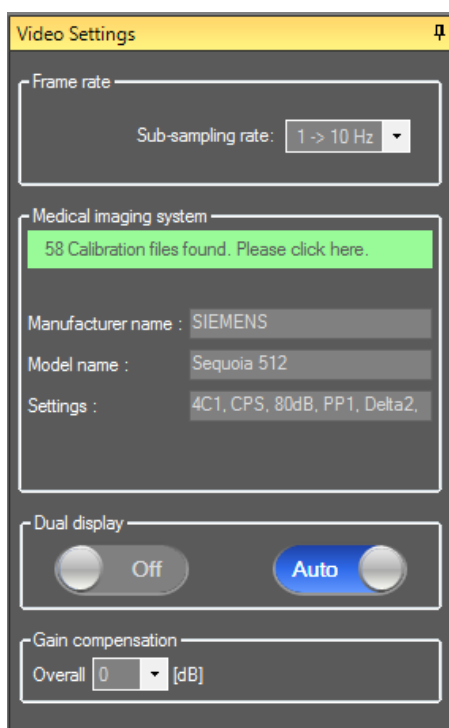 Video Settings
Frame rate
Sub-sampling rate: 1 -> 10 Hz
Medical imaging system
58 Calibration files found. Please click here.
Manufacturer name : SIEMENS
Model name : Sequoia 512
Settings : 4C1, CPS, 80dB, PP1, Delta2,
Dual display
Off Auto
Gain compensation
Overall 0 [dB]